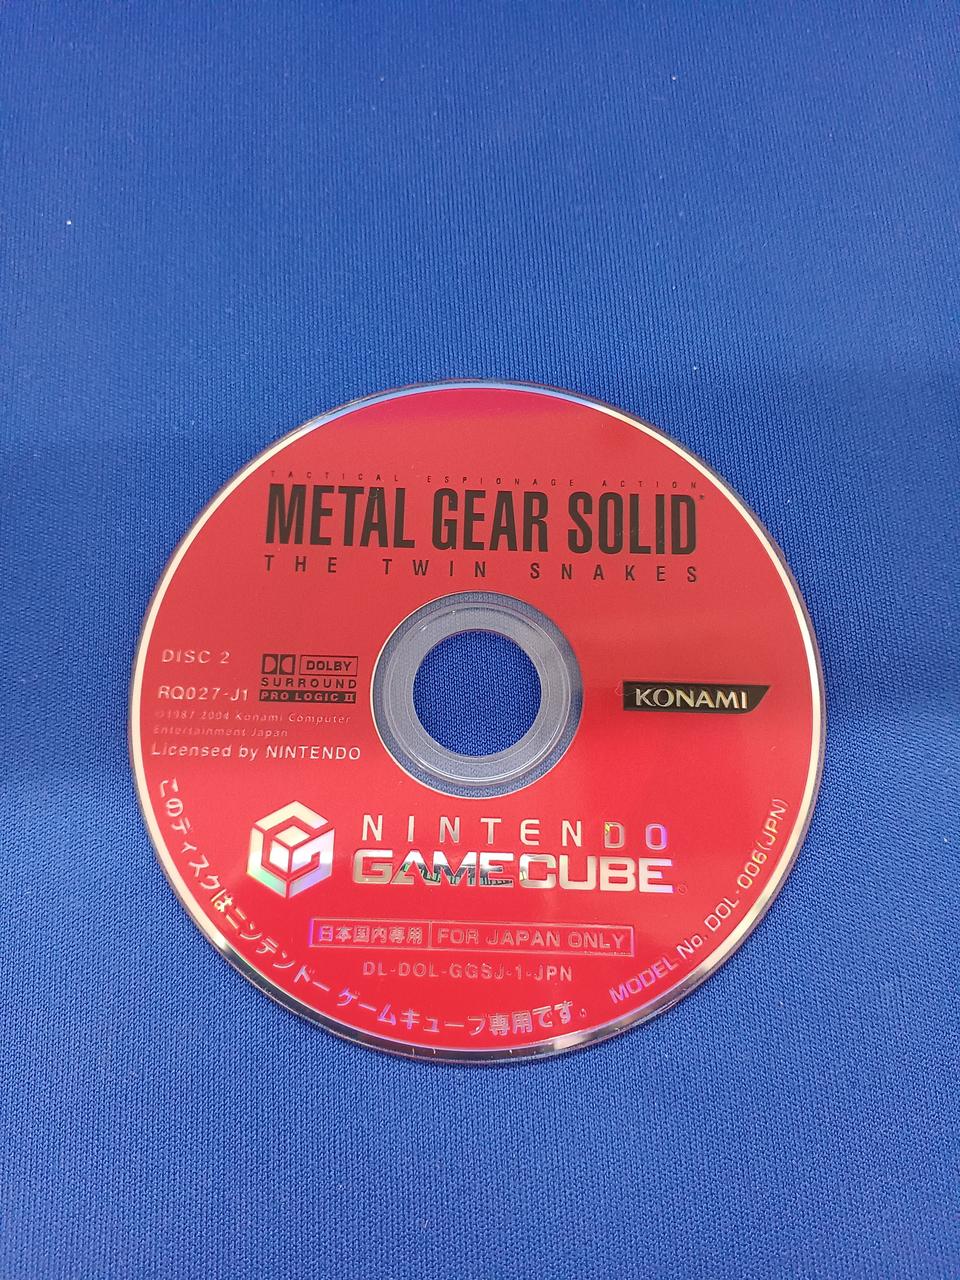 TACTICAL ESPIONAGE ACTION
METAL GEAR SOLID
THE TWIN SNAKES
DISC 2
DOLBY
SURROUND
PRO LOGIC II
RQ027-J1
©1987 2004 Konami Computer
Entertainment Japan
Licensed by NINTENDO
KONAMI
NINTENDO
GAMECUBE
日本国内専用 FOR JAPAN ONLY
DL-DOL-GGSJ-1-JPN
このディスクはニンテンドーゲームキューブ専用です。
MODEL No. DOL-006(JPN)